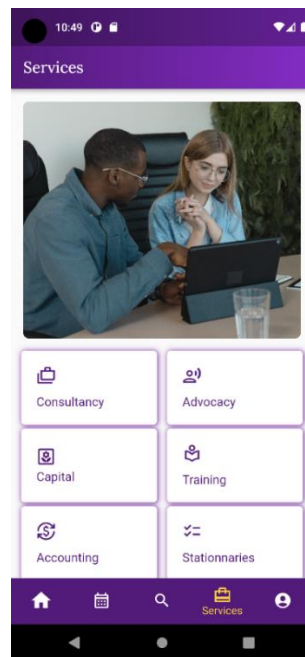 10:49
Services
Consultancy
Advocacy
Capital
Training
Accounting
Stationnaries
Services